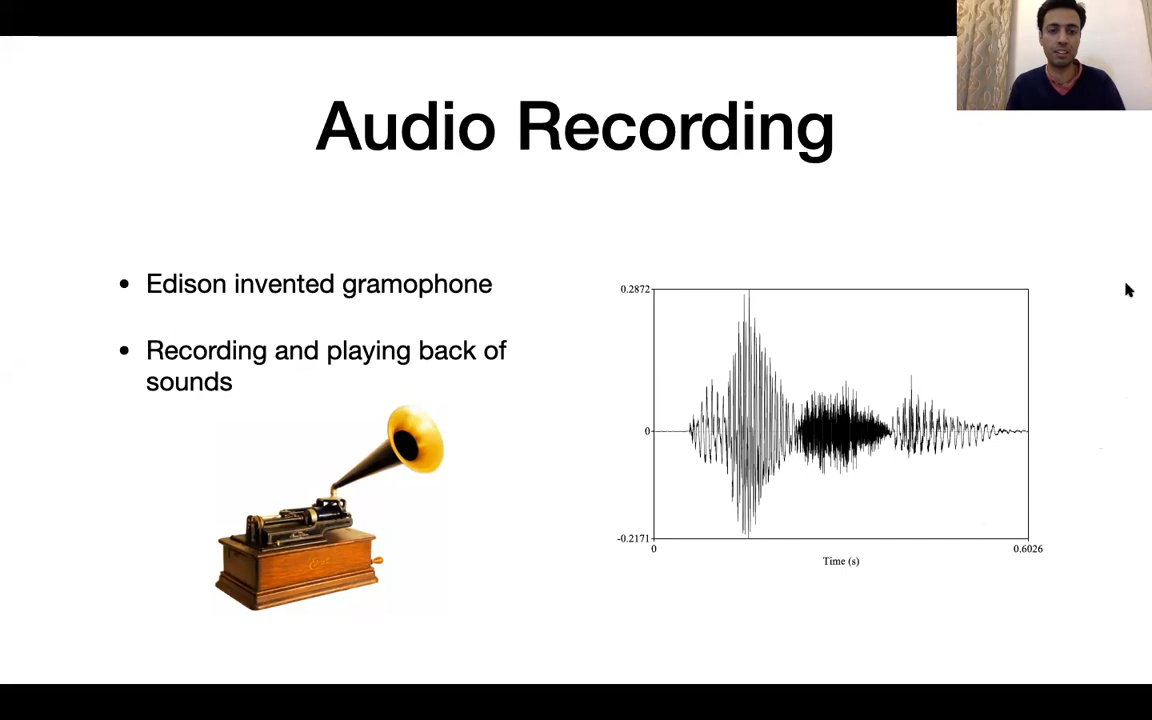 Audio Recording
• Edison invented gramophone
• Recording and playing back of
sounds
0.2872
0
-0.2171
0
0.6026
Time (s)